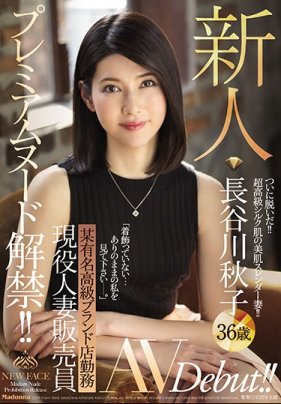 新人
長谷川秋子
36歳
ついに脱いだ!!
超高級シルク肌の美肌スレンダー妻!!
プレミアムヌード解禁!!
「着飾っていない、
ありのままの私を
見て下さい――。」
某有名高級ブランド店勤務
現役人妻販売員
AV Debut!!
NEW FACE
Madam Nude
Prohibition Release
Madonna